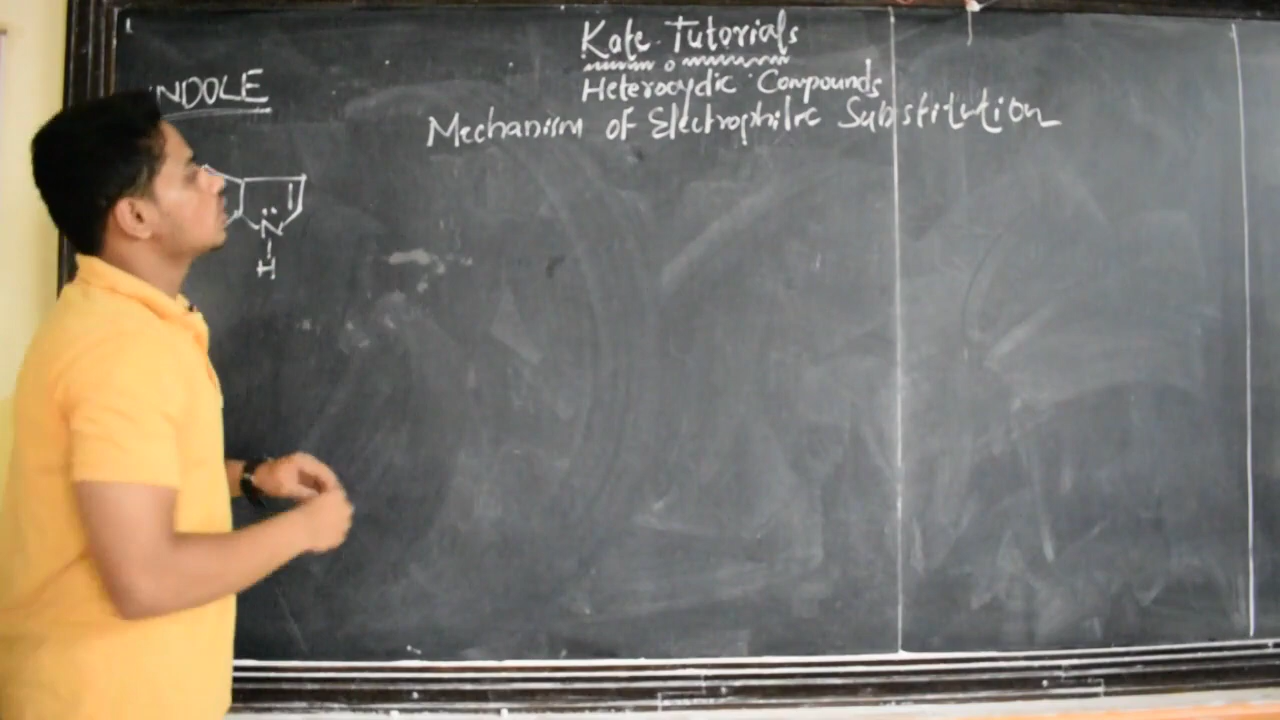 Kate Tutorials
Heterocyclic Compounds
Mechanism of Electrophilic Substitution
INDOLE
N
H